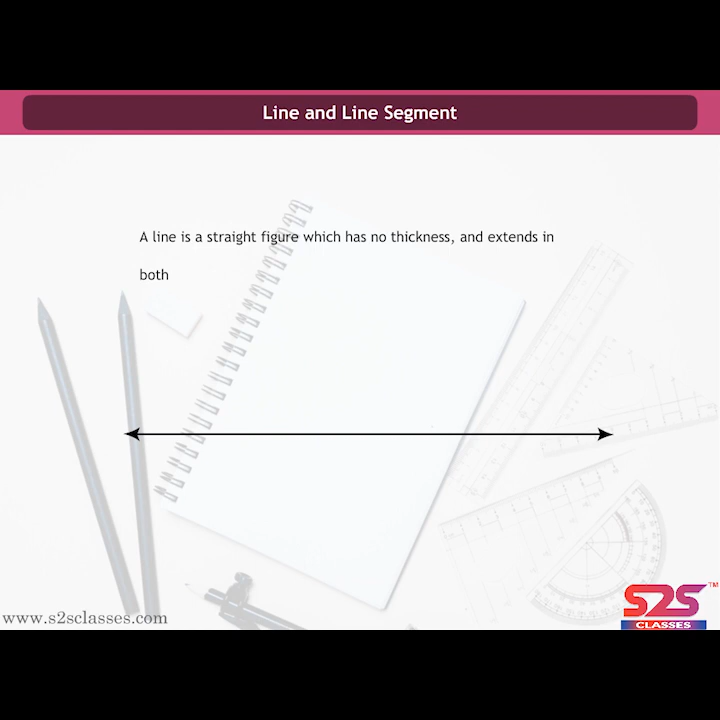 Line and Line Segment
A line is a straight figure which has no thickness, and extends in
both
www.s2sclasses.com
S2S TM
CLASSES